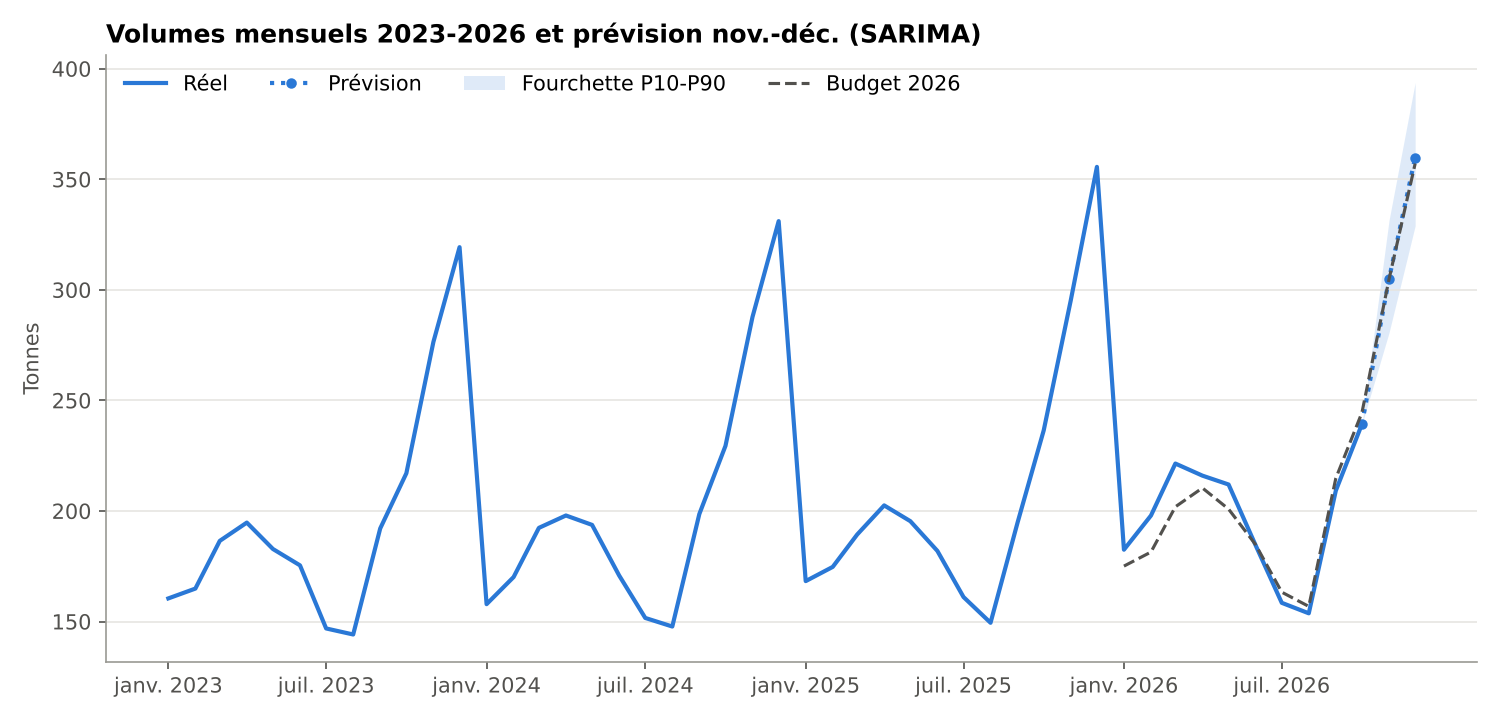 Volumes mensuels 2023-2026 et prévision nov.-déc. (SARIMA)
Réel Prévision Fourchette P10-P90 Budget 2026
400
350
300
250
200
150
Tonnes
janv. 2023 juil. 2023 janv. 2024 juil. 2024 janv. 2025 juil. 2025 janv. 2026 juil. 2026